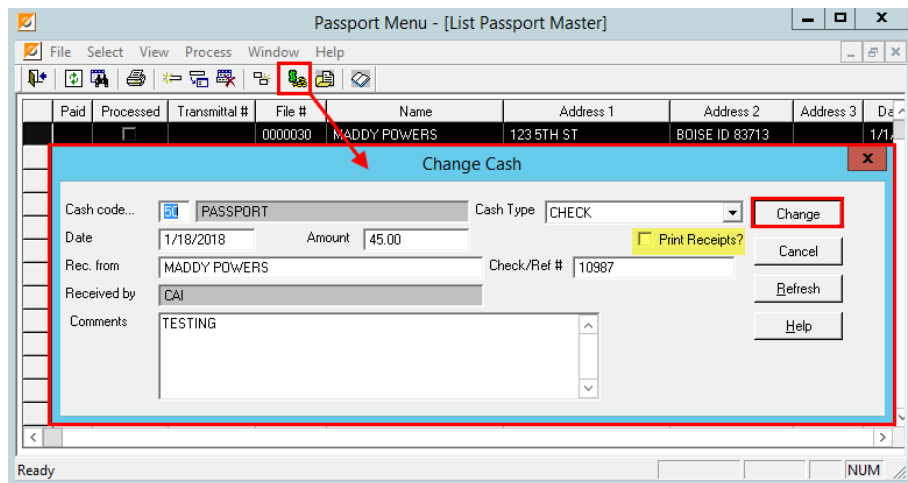 Passport Menu - [List Passport Master]
File Select View Process Window Help
Paid Processed Transmittal # File # Name Address 1 Address 2 Address 3
0000030 MADDY POWERS 123 5TH ST BOISE ID 83713 1/1/
Change Cash
Cash code... 50 PASSPORT Cash Type CHECK Change
Date 1/18/2018 Amount 45.00 Print Receipts? Cancel
Rec. from MADDY POWERS Check/Ref # 10987
Received by CAI Refresh
Comments TESTING Help
Ready NUM